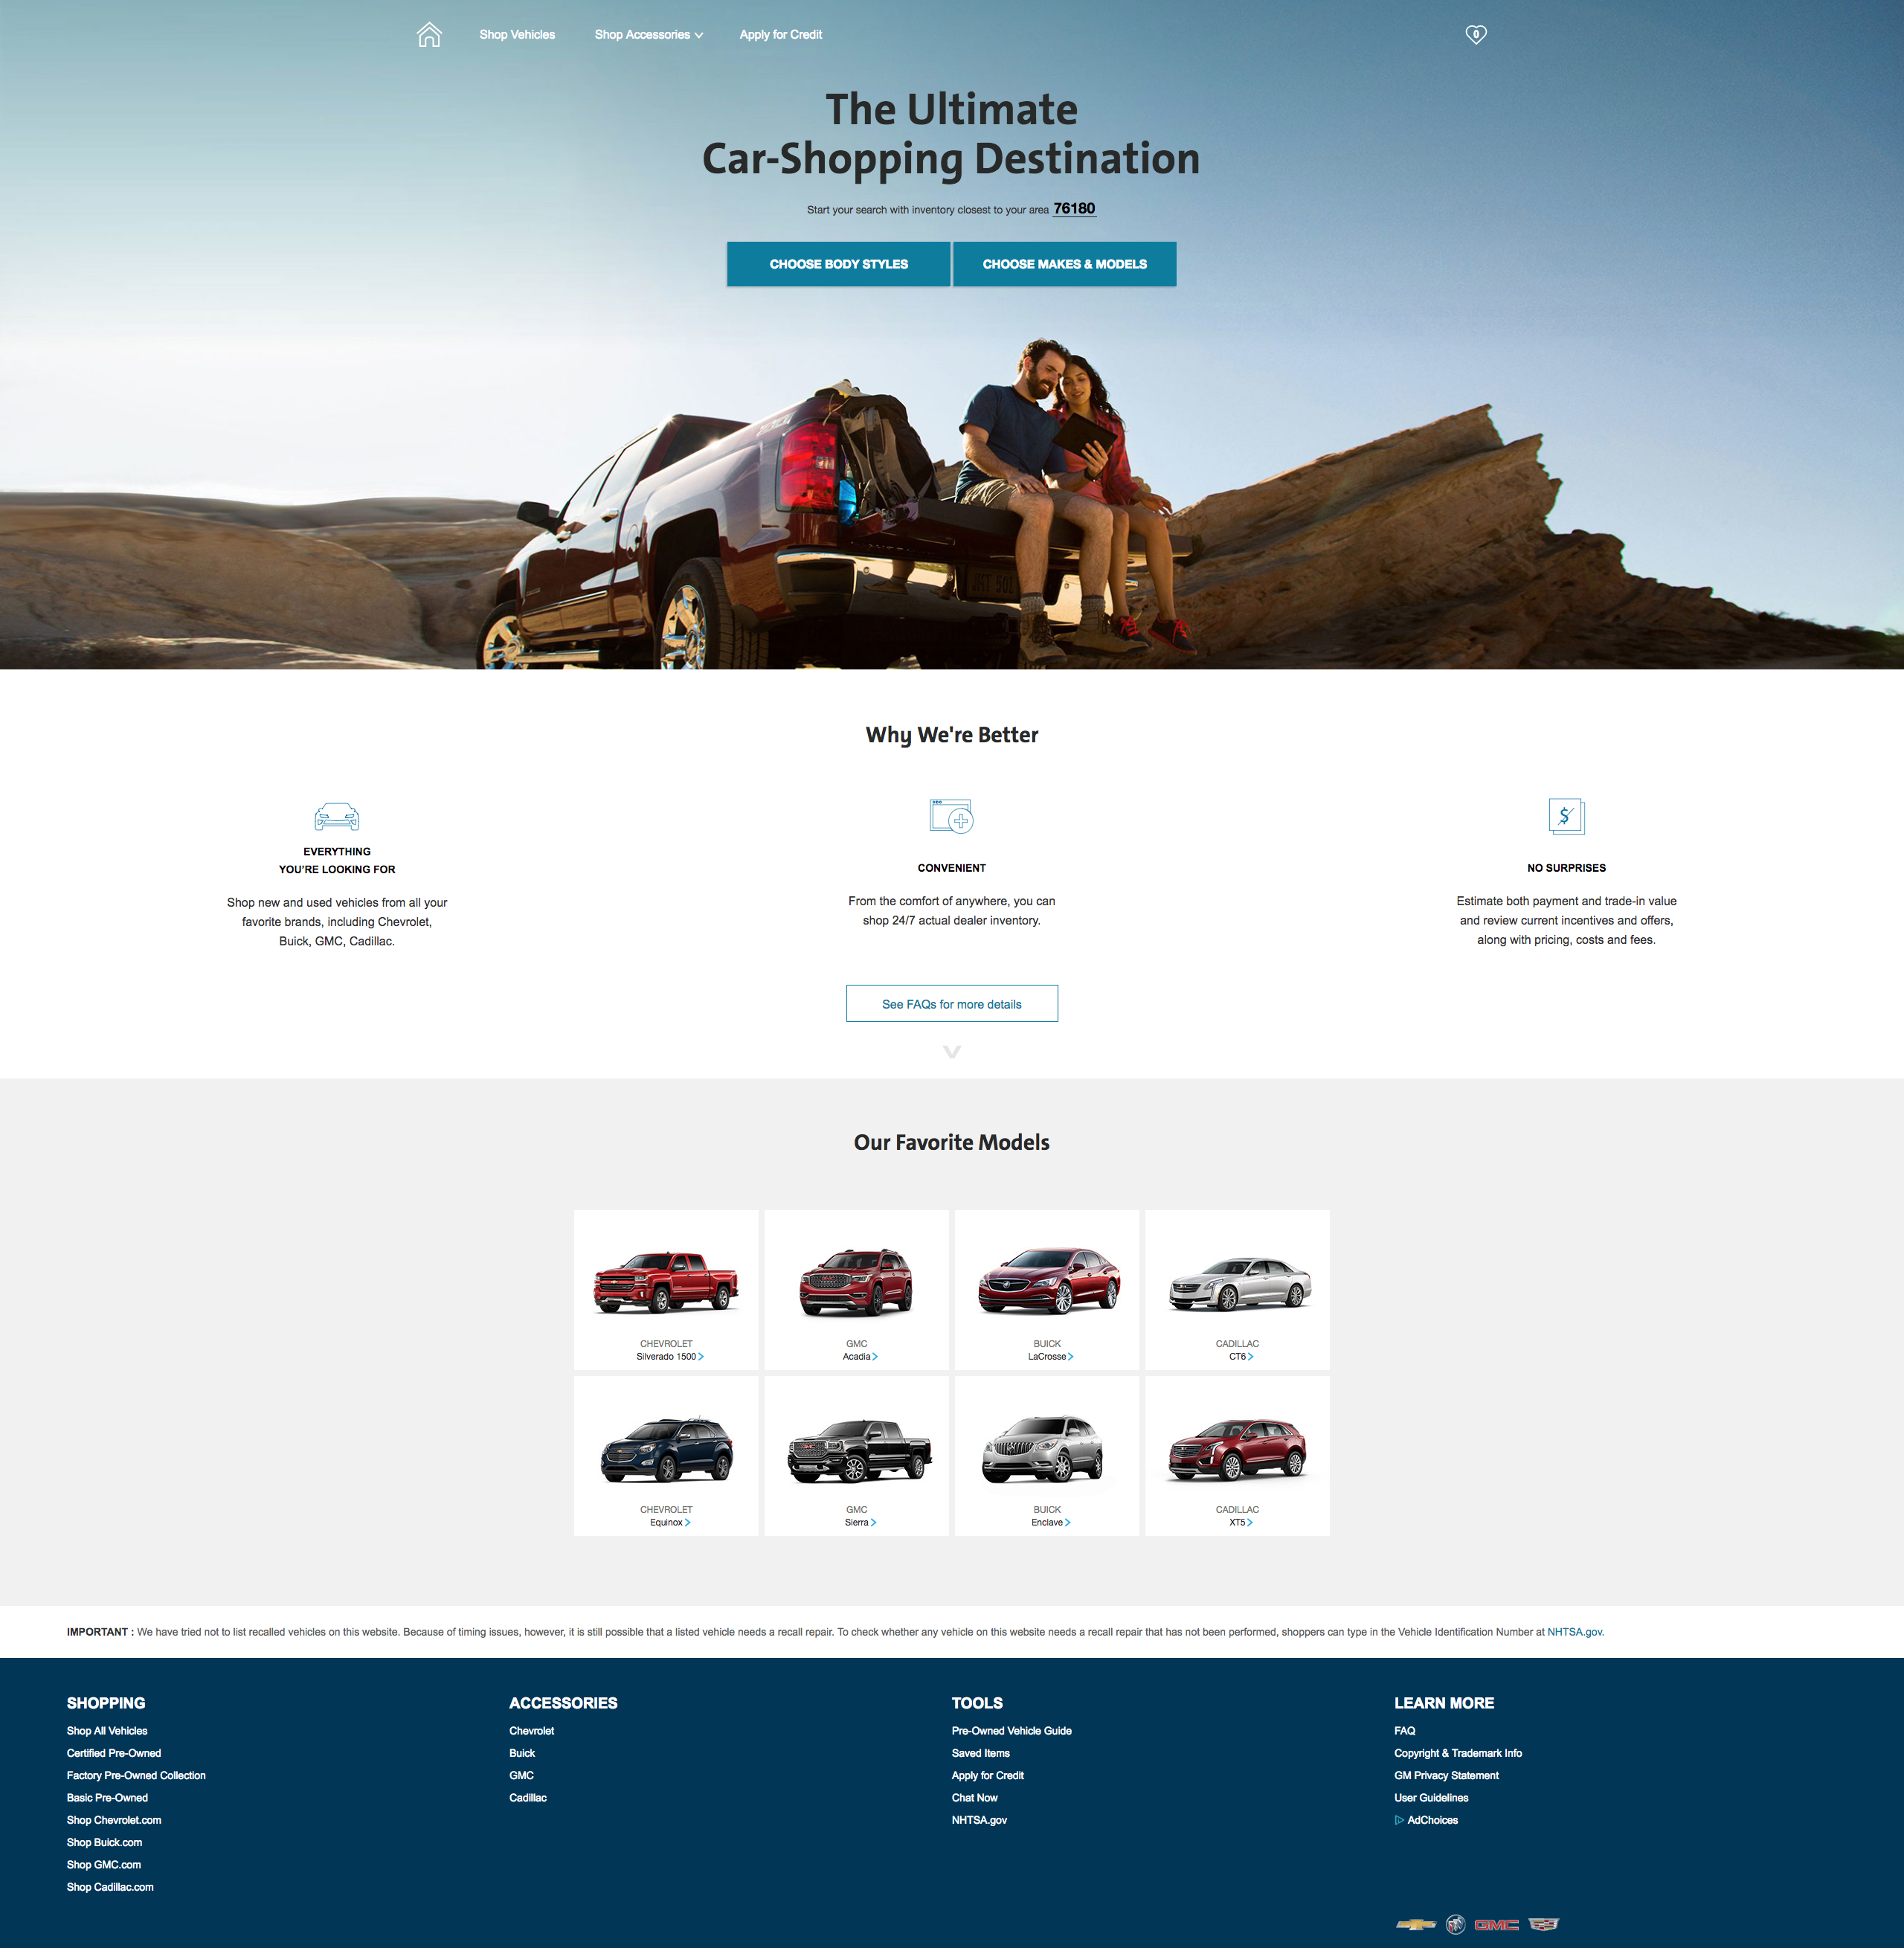 0
Shop Vehicles
Shop Accessories
Apply for Credit
The Ultimate
Car-Shopping Destination
Start your search with inventory closest to your area 76180
CHOOSE BODY STYLES
CHOOSE MAKES & MODELS
Why We're Better
EVERYTHING
YOU'RE LOOKING FOR
Shop new and used vehicles from all your
favorite brands, including Chevrolet,
Buick, GMC, Cadillac.
CONVENIENT
From the comfort of anywhere, you can
shop 24/7 actual dealer inventory.
NO SURPRISES
Estimate both payment and trade-in value
and review current incentives and offers,
along with pricing, costs and fees.
See FAQs for more details
Our Favorite Models
CHEVROLET
Silverado 1500
GMC
Acadia
BUICK
LaCrosse
CADILLAC
CT6
CHEVROLET
Equinox
GMC
Sierra
BUICK
Enclave
CADILLAC
XT5
IMPORTANT : We have tried not to list recalled vehicles on this website. Because of timing issues, however, it is still possible that a listed vehicle needs a recall repair. To check whether any vehicle on this website needs a recall repair that has not been performed, shoppers can type in the Vehicle Identification Number at NHTSA.gov.
SHOPPING
Shop All Vehicles
Certified Pre-Owned
Factory Pre-Owned Collection
Basic Pre-Owned
Shop Chevrolet.com
Shop Buick.com
Shop GMC.com
Shop Cadillac.com
ACCESSORIES
Chevrolet
Buick
GMC
Cadillac
TOOLS
Pre-Owned Vehicle Guide
Saved Items
Apply for Credit
Chat Now
NHTSA.gov
LEARN MORE
FAQ
Copyright & Trademark Info
GM Privacy Statement
User Guidelines
AdChoices
GMC